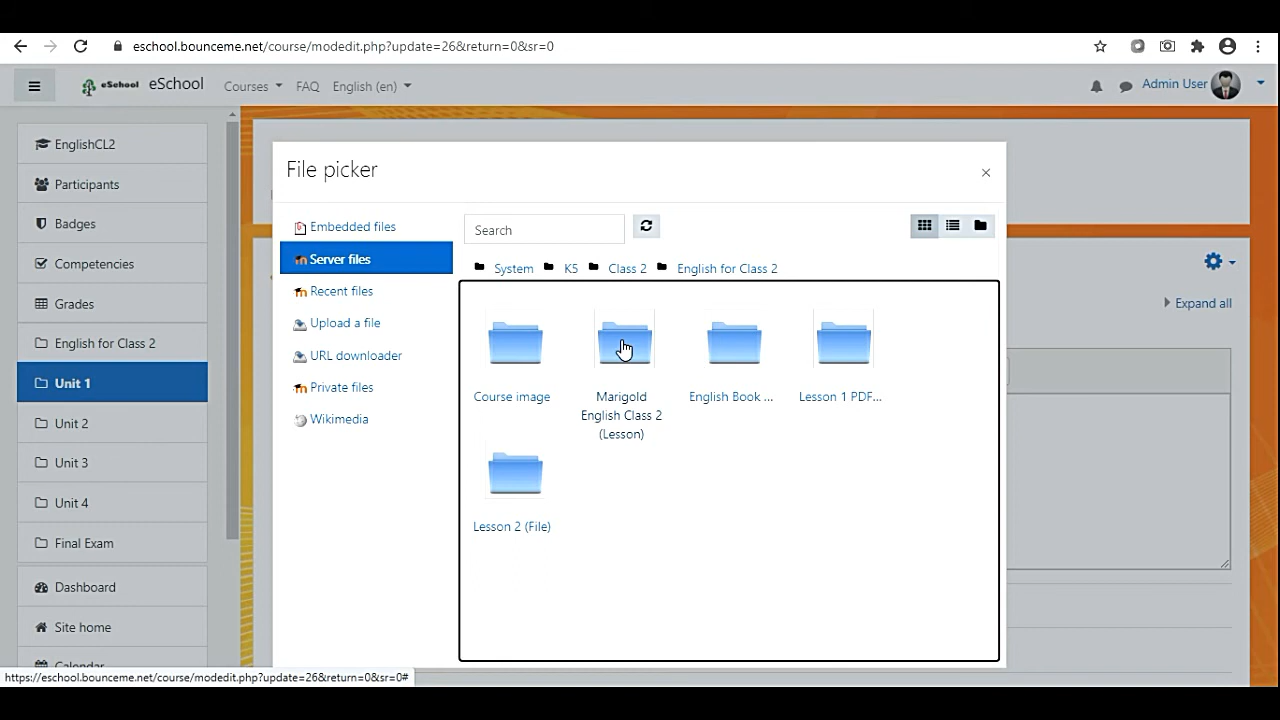 eschool.bounceme.net/course/modedit.php?update=26&return=0&sr=0
eSchool eSchool Courses FAQ English (en) Admin User
EnglishCL2
Participants
Badges
Competencies
Grades
English for Class 2
Unit 1
Unit 2
Unit 3
Unit 4
Final Exam
Dashboard
Site home
Calendar
File picker
×
Embedded files
Server files
Recent files
Upload a file
URL downloader
Private files
Wikimedia
Search
System K5 Class 2 English for Class 2
Course image
Marigold
English Class 2
(Lesson)
English Book ...
Lesson 1 PDF...
Lesson 2 (File)
Expand all
https://eschool.bounceme.net/course/modedit.php?update=26&return=0&sr=0#